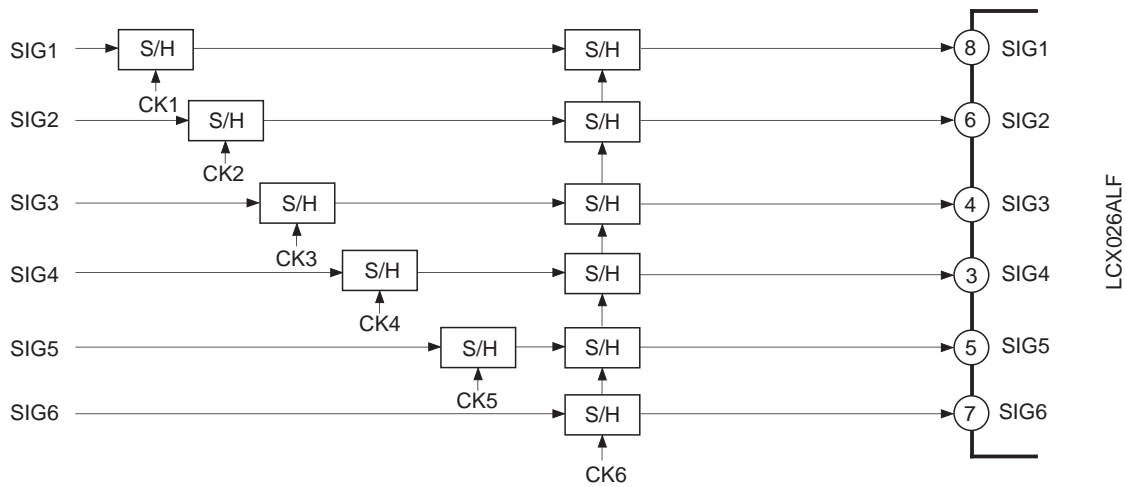 SIG1 S/H S/H 8 SIG1
CK1
SIG2 S/H S/H 6 SIG2
CK2
SIG3 S/H S/H 4 SIG3
CK3
SIG4 S/H S/H 3 SIG4
CK4
SIG5 S/H S/H 5 SIG5
CK5
SIG6 S/H 7 SIG6
CK6
LCX026ALF